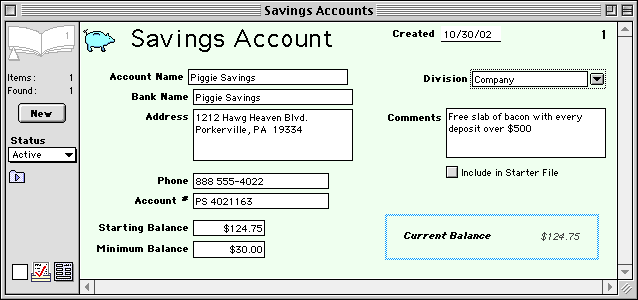 Savings Accounts
1
Savings Account
Created 10/30/02
1
Items: 1
Found: 1
New
Status
Active
Account Name Piggie Savings
Bank Name Piggie Savings
Address 1212 Hawg Heaven Blvd.
Porkerville, PA 19334
Division Company
Comments Free slab of bacon with every
deposit over $500
Include in Starter File
Phone 888 555-4022
Account # PS 4021163
Starting Balance $124.75
Minimum Balance $30.00
Current Balance $124.75